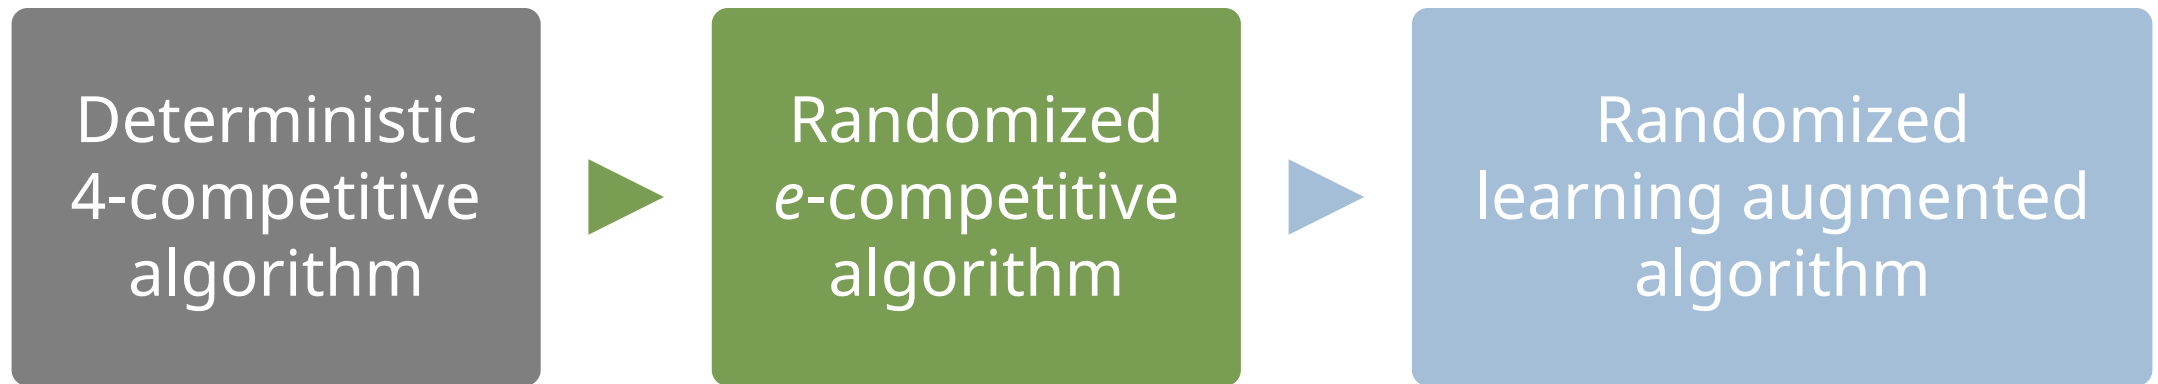 Deterministic
4-competitive
algorithm
Randomized
e-competitive
algorithm
Randomized
learning augmented
algorithm